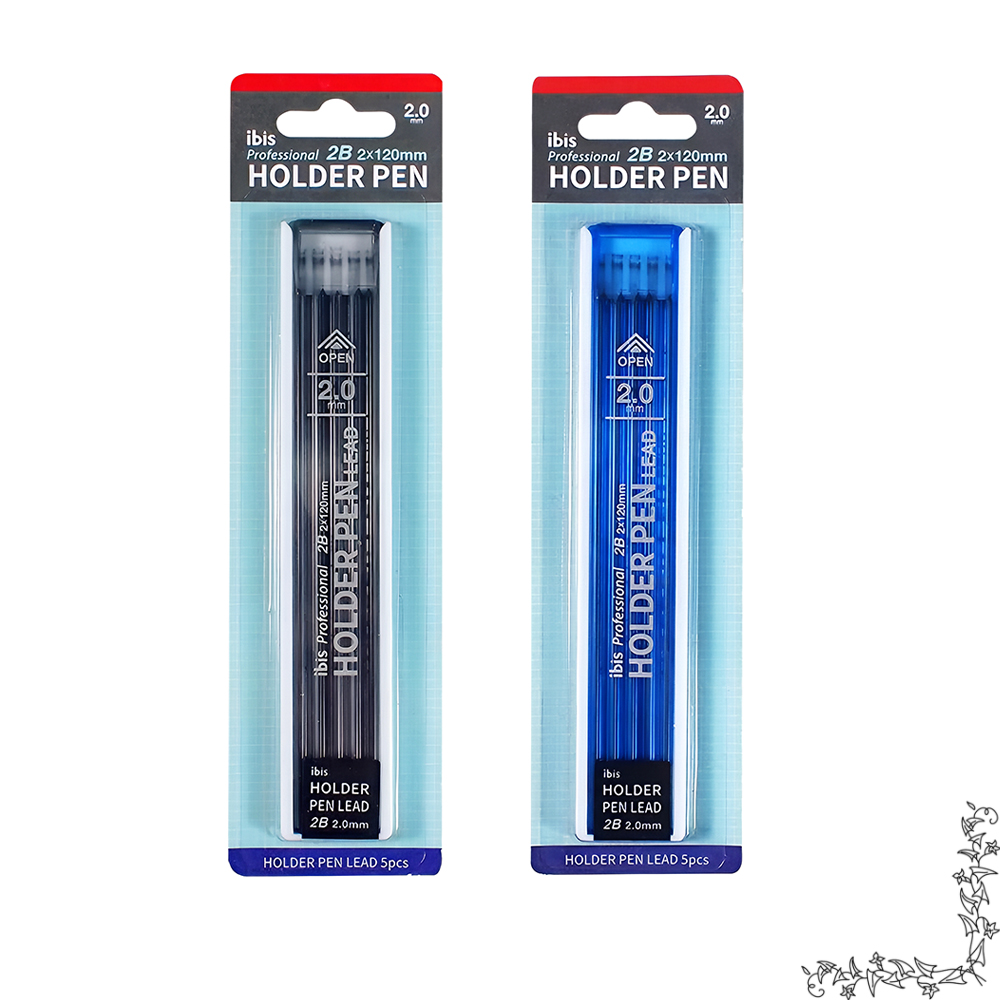 2.0
mm
ibis
Professional 2B 2×120mm
HOLDER PEN
OPEN
2.0
mm
ibis Professional 2B 2×120mm
HOLDER PEN LEAD
ibis
HOLDER
PEN LEAD
2B 2.0mm
HOLDER PEN LEAD 5pcs
2.0
mm
ibis
Professional 2B 2×120mm
HOLDER PEN
OPEN
2.0
mm
ibis Professional 2B 2×120mm
HOLDER PEN LEAD
ibis
HOLDER
PEN LEAD
2B 2.0mm
HOLDER PEN LEAD 5pcs